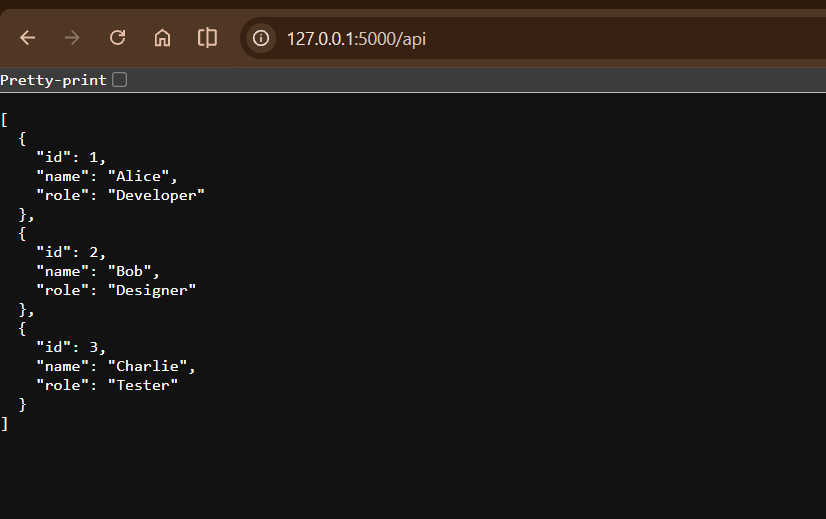 127.0.0.1:5000/api
Pretty-print
[
  {
    "id": 1,
    "name": "Alice",
    "role": "Developer"
  },
  {
    "id": 2,
    "name": "Bob",
    "role": "Designer"
  },
  {
    "id": 3,
    "name": "Charlie",
    "role": "Tester"
  }
]